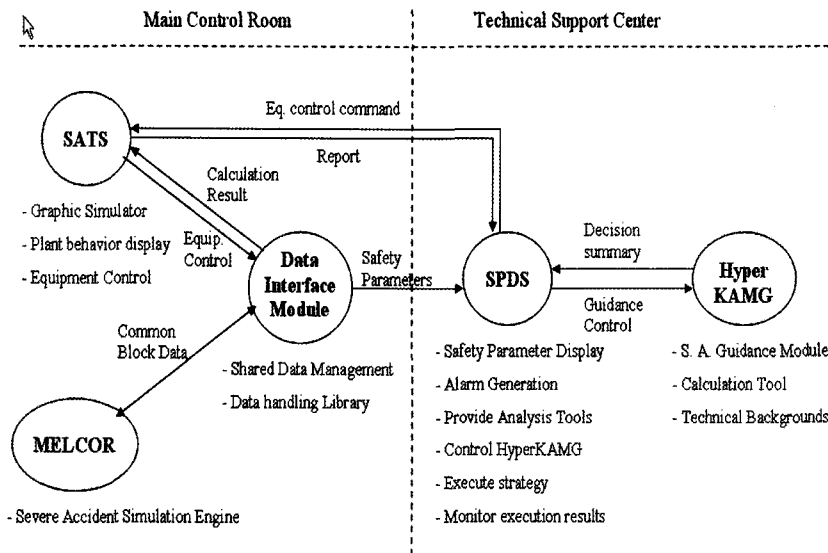 Main Control Room
Technical Support Center
Eq. control command
SATS
Report
Calculation
Result
- Graphic Simulator
- Plant behavior display
- Equipment Control
Equip.
Control
Data
Interface
Module
Safety
Parameters
SPDS
Decision
summary
Hyper
KAMG
Guidance
Control
Common
Block Data
- Shared Data Management
- Data handling Library
- Safety Parameter Display
- Alarm Generation
- Provide Analysis Tools
- Control HyperKAMG
- Execute strategy
- Monitor execution results
- S. A. Guidance Module
- Calculation Tool
- Technical Backgrounds
MELCOR
- Severe Accident Simulation Engine